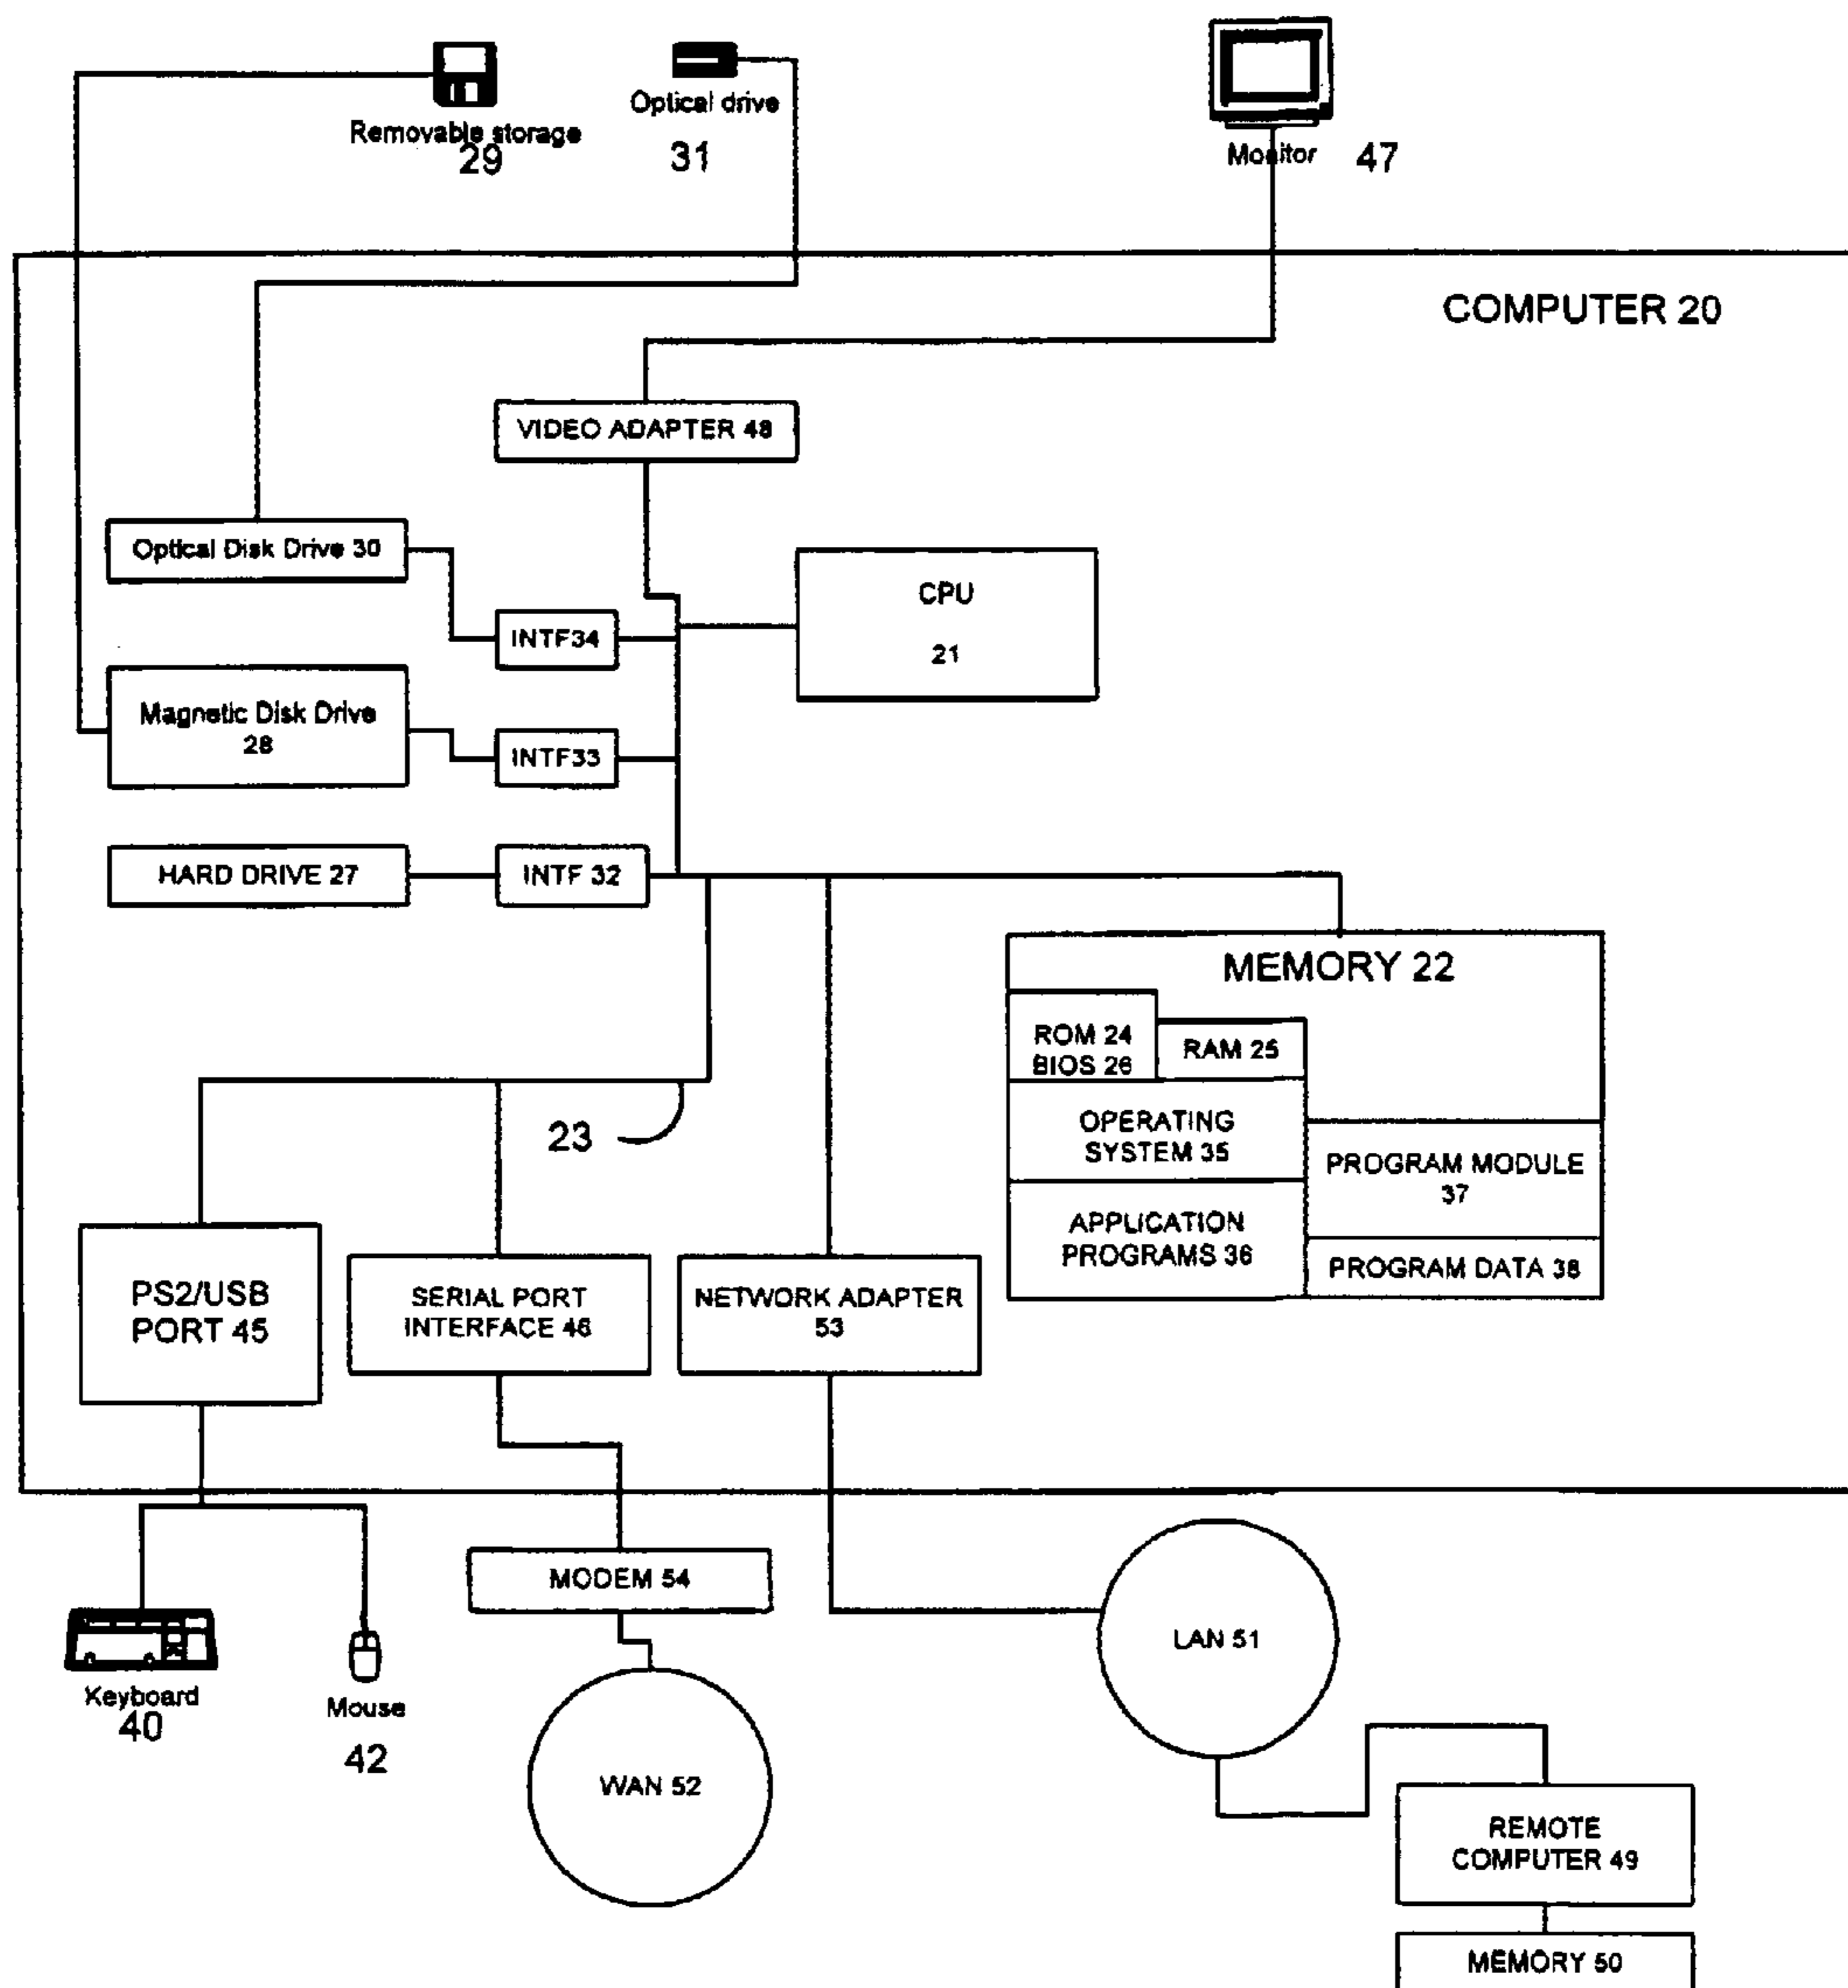 Removable storage
29
Optical drive
31
Monitor
47
COMPUTER 20
VIDEO ADAPTER 48
Optical Disk Drive 30
CPU
21
INTF34
Magnetic Disk Drive
28
INTF33
HARD DRIVE 27
INTF 32
MEMORY 22
ROM 24
BIOS 26
RAM 25
OPERATING
SYSTEM 35
PROGRAM MODULE
37
APPLICATION
PROGRAMS 36
PROGRAM DATA 38
23
PS2/USB
PORT 45
SERIAL PORT
INTERFACE 46
NETWORK ADAPTER
53
MODEM 54
LAN 51
Keyboard
40
Mouse
42
WAN 52
REMOTE
COMPUTER 49
MEMORY 50